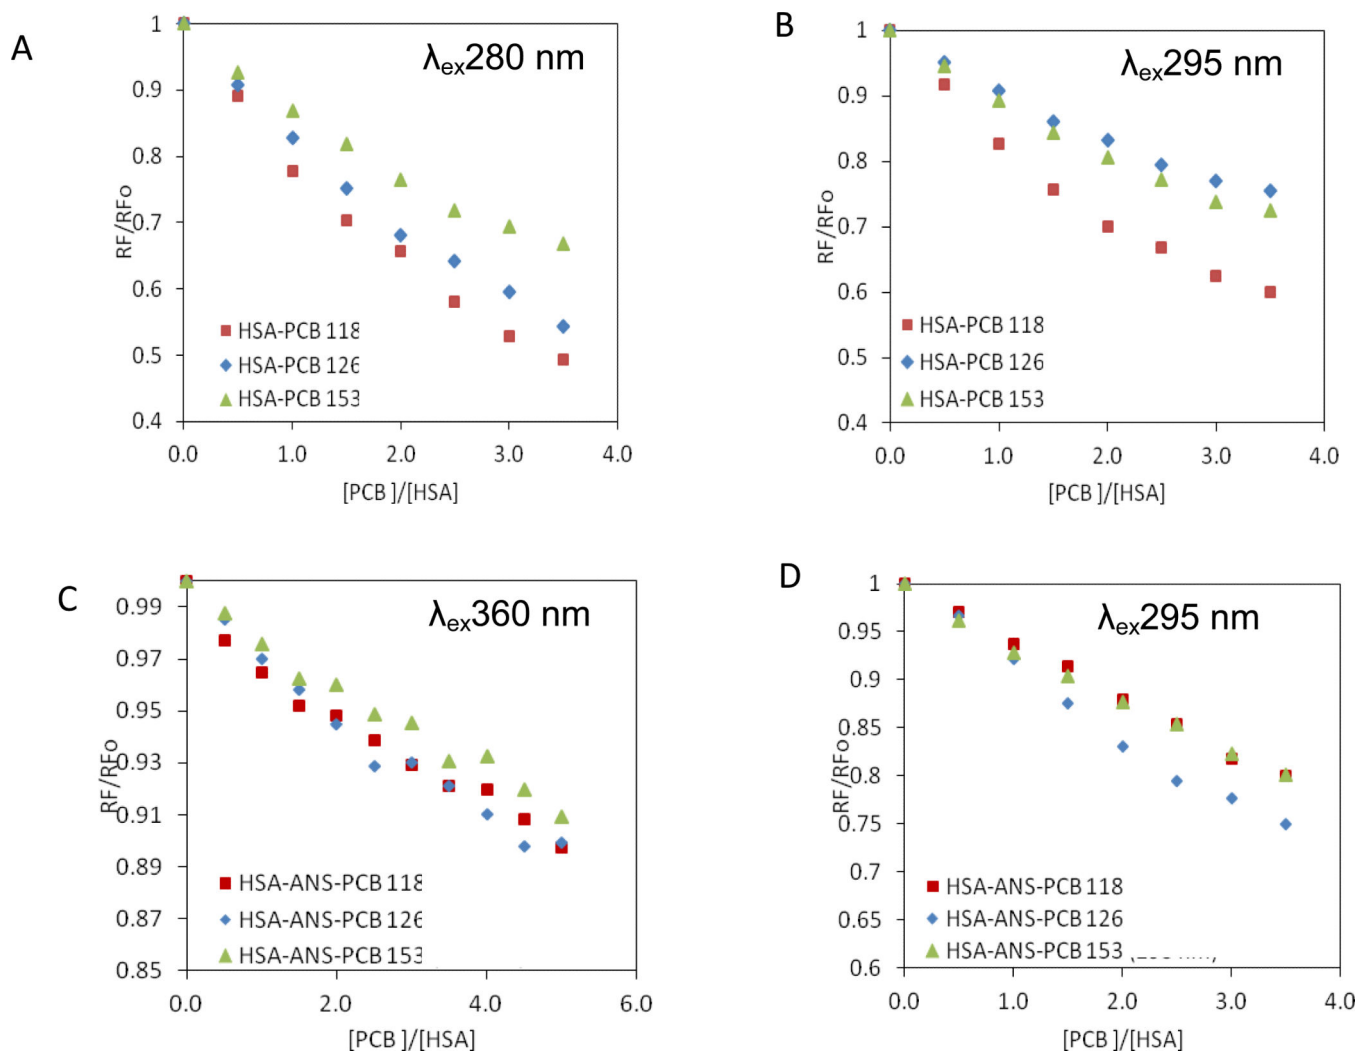 A
λex280 nm
RF/RFo
1
0.9
0.8
0.7
0.6
0.5
0.4
HSA-PCB 118
HSA-PCB 126
HSA-PCB 153
0.0 1.0 2.0 3.0 4.0
[PCB ]/[HSA]
B
λex295 nm
RF/RFo
1
0.9
0.8
0.7
0.6
0.5
0.4
HSA-PCB 118
HSA-PCB 126
HSA-PCB 153
0.0 1.0 2.0 3.0 4.0
[PCB ]/[HSA]
C
λex360 nm
RF/RFo
0.99
0.97
0.95
0.93
0.91
0.89
0.87
0.85
HSA-ANS-PCB 118
HSA-ANS-PCB 126
HSA-ANS-PCB 153
0.0 2.0 4.0 6.0
[PCB ]/[HSA]
D
λex295 nm
RF/RFo
1
0.95
0.9
0.85
0.8
0.75
0.7
0.65
0.6
HSA-ANS-PCB 118
HSA-ANS-PCB 126
HSA-ANS-PCB 153
0.0 1.0 2.0 3.0 4.0
[PCB ]/[HSA]